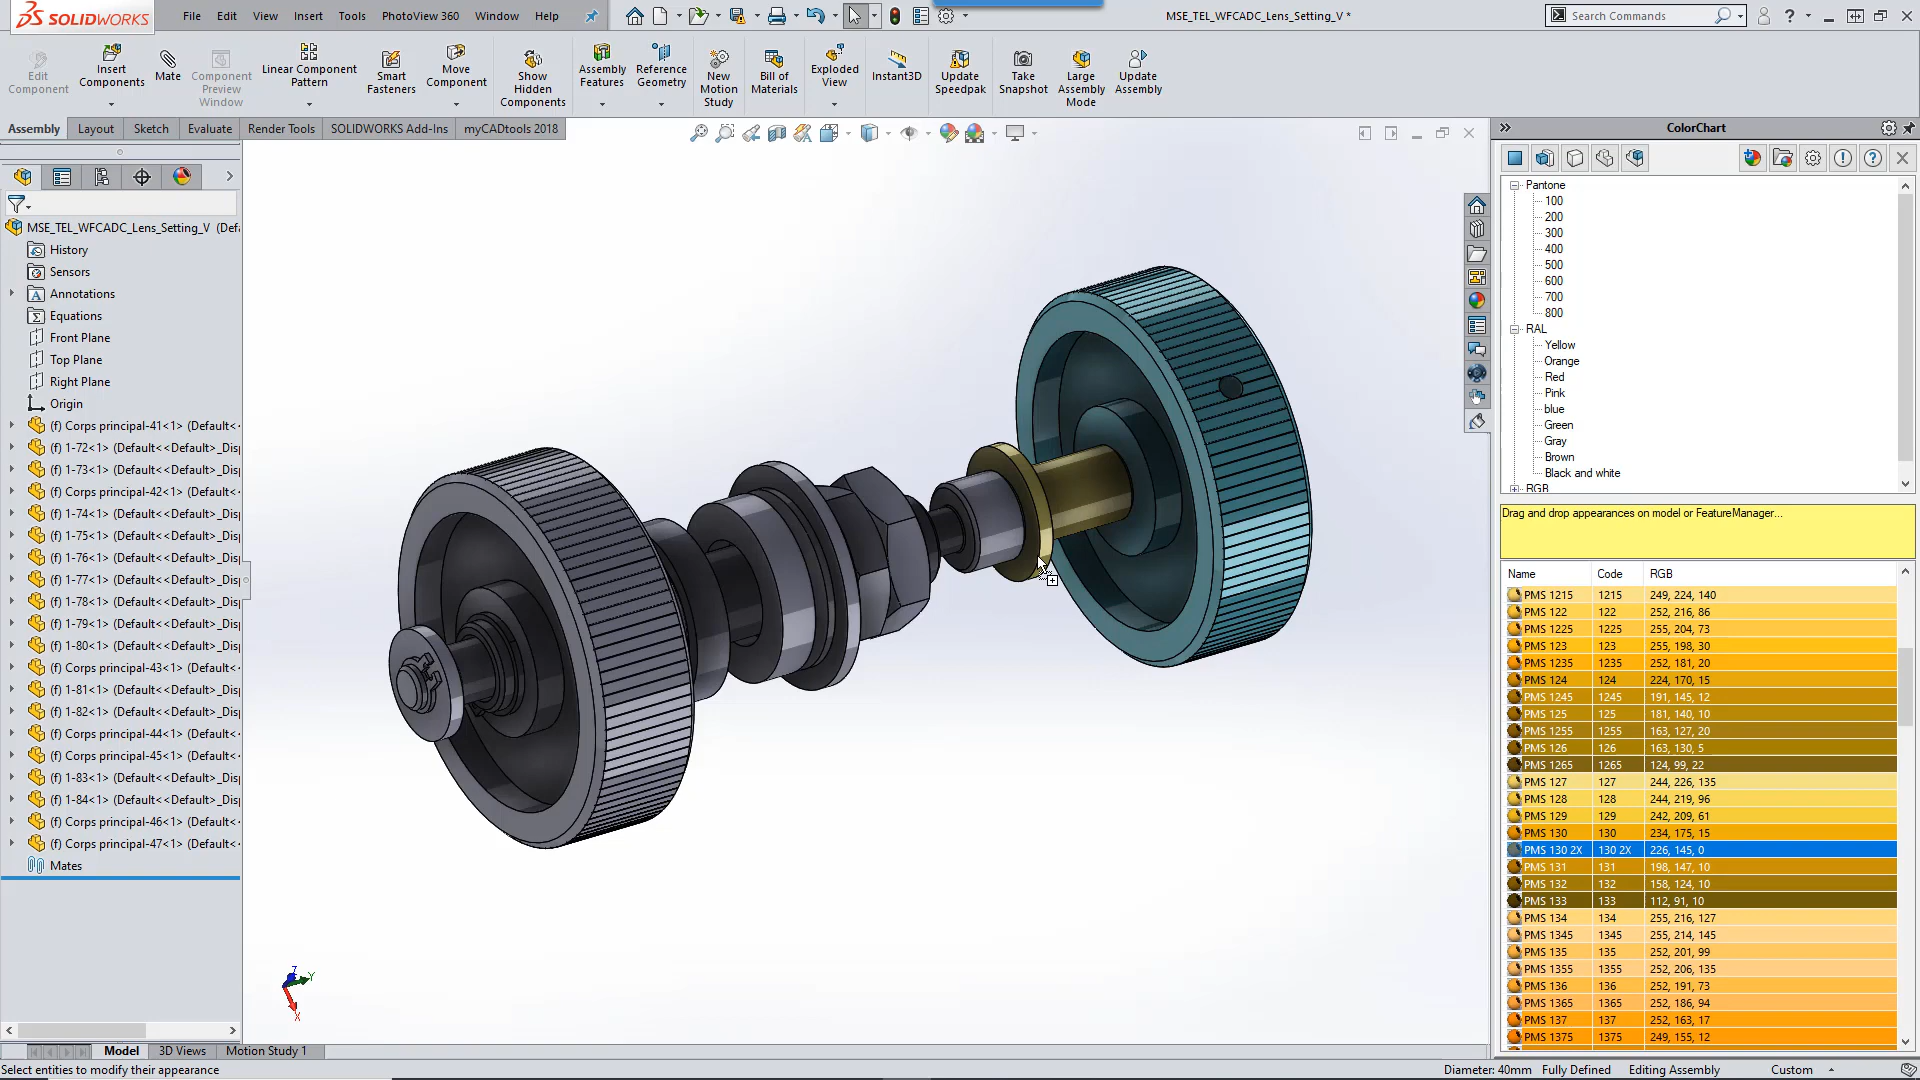 SOLIDWORKS
File Edit View Insert Tools PhotoView 360 Window Help
MSE_TEL_WFCADC_Lens_Setting_V *
Search Commands
Edit Component
Insert Components
Mate
Component Preview Window
Linear Component Pattern
Smart Fasteners
Move Component
Show Hidden Components
Assembly Features
Reference Geometry
New Motion Study
Bill of Materials
Exploded View
Instant3D
Update Speedpak
Take Snapshot
Large Assembly Mode
Update Assembly
Assembly Layout Sketch Evaluate Render Tools SOLIDWORKS Add-Ins myCADtools 2018
MSE_TEL_WFCADC_Lens_Setting_V (Def
History
Sensors
Annotations
Equations
Front Plane
Top Plane
Right Plane
Origin
(f) Corps principal-41<1> (Default<
(f) 1-72<1> (Default<<Default>_Dis
(f) 1-73<1> (Default<<Default>_Dis
(f) Corps principal-42<1> (Default<
(f) 1-74<1> (Default<<Default>_Dis
(f) 1-75<1> (Default<<Default>_Dis
(f) 1-76<1> (Default<<Default>_Dis
(f) 1-77<1> (Default<<Default>_Dis
(f) 1-78<1> (Default<<Default>_Dis
(f) 1-79<1> (Default<<Default>_Dis
(f) 1-80<1> (Default<<Default>_Dis
(f) Corps principal-43<1> (Default<
(f) 1-81<1> (Default<<Default>_Dis
(f) 1-82<1> (Default<<Default>_Dis
(f) Corps principal-44<1> (Default<
(f) Corps principal-45<1> (Default<
(f) 1-83<1> (Default<<Default>_Dis
(f) 1-84<1> (Default<<Default>_Dis
(f) Corps principal-46<1> (Default<
(f) Corps principal-47<1> (Default<
Mates
Z
Y
X
ColorChart
Pantone
100
200
300
400
500
600
700
800
RAL
Yellow
Orange
Red
Pink
blue
Green
Gray
Brown
Black and white
RGB
Drag and drop appearances on model or FeatureManager...
Name Code RGB
PMS 1215 1215 249, 224, 140
PMS 122 122 252, 216, 86
PMS 1225 1225 255, 204, 73
PMS 123 123 255, 198, 30
PMS 1235 1235 252, 181, 20
PMS 124 124 224, 170, 15
PMS 1245 1245 191, 145, 12
PMS 125 125 181, 140, 10
PMS 1255 1255 163, 127, 20
PMS 126 126 163, 130, 5
PMS 1265 1265 124, 99, 22
PMS 127 127 244, 226, 135
PMS 128 128 244, 219, 96
PMS 129 129 242, 209, 61
PMS 130 130 234, 175, 15
PMS 130 2X 130 2X 226, 145, 0
PMS 131 131 198, 147, 10
PMS 132 132 158, 124, 10
PMS 133 133 112, 91, 10
PMS 134 134 255, 216, 127
PMS 1345 1345 255, 214, 145
PMS 135 135 252, 201, 99
PMS 1355 1355 252, 206, 135
PMS 136 136 252, 191, 73
PMS 1365 1365 252, 186, 94
PMS 137 137 252, 163, 17
PMS 1375 1375 249, 155, 12
Model 3D Views Motion Study 1
Select entities to modify their appearance
Diameter: 40mm Fully Defined Editing Assembly Custom